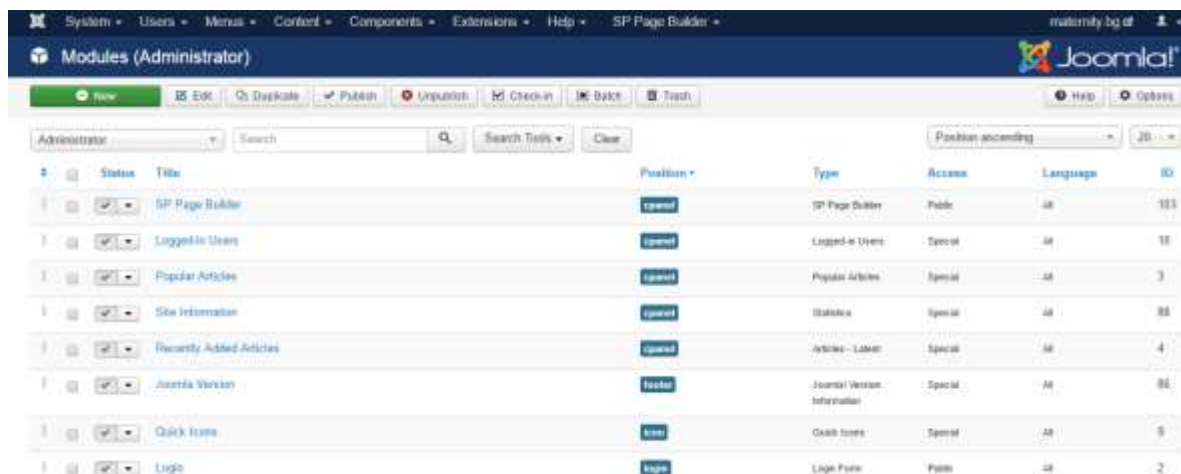 System Users Menus Content Components Extensions Help SP Page Builder maternity.bg
Modules (Administrator) Joomla!
New Edit Duplicate Publish Unpublish Check-in Batch Trash Help Options
Administrator Search Search Tools Clear Position ascending 20
Status Title Position Type Access Language ID
SP Page Builder cpanel SP Page Builder Public All 103
Logged-in Users cpanel Logged-in Users Special All 10
Popular Articles cpanel Popular Articles Special All 3
Site Information cpanel Statistics Special All 88
Recently Added Articles cpanel Articles - Latest Special All 4
Joomla Version footer Joomla! Version Special All 86
Information
Quick Icons icon Quick Icons Special All 9
Login login Login Form Public All 2